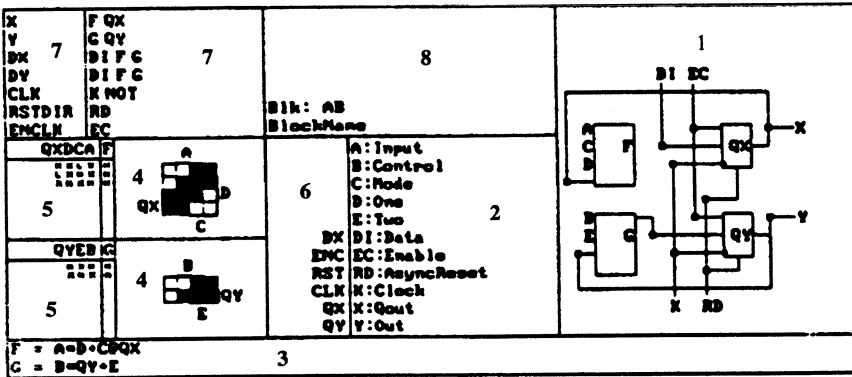 X F QX
Y 7 G QY 7
DX DI F G
DY DI F G
CLK K NOT
RSTDIR RD
ENCLK EC
8
Blk: AB
BlockName
1
DI EC
A
C F
D
QX
X
B
E G
QY
Y
K RD
QXDCA F
5
4
A
QX D
C
QYEB G
5
4
B
QY
E
6
2
A:Input
B:Control
C:Mode
D:One
E:Two
DX DI:Data
ENC EC:Enable
RST RD:AsyncReset
CLK K:Clock
QX X:Qout
QY Y:Out
3